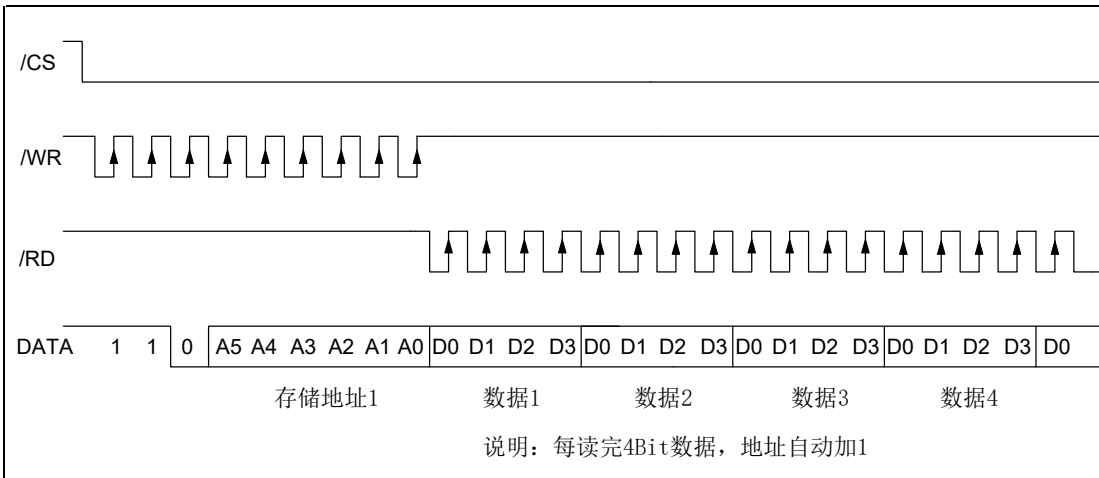 /CS
/WR
/RD
DATA 1 1 0 A5 A4 A3 A2 A1 A0 D0 D1 D2 D3 D0 D1 D2 D3 D0 D1 D2 D3 D0 D1 D2 D3 D0
存储地址1 数据1 数据2 数据3 数据4
说明：每读完4Bit数据，地址自动加1